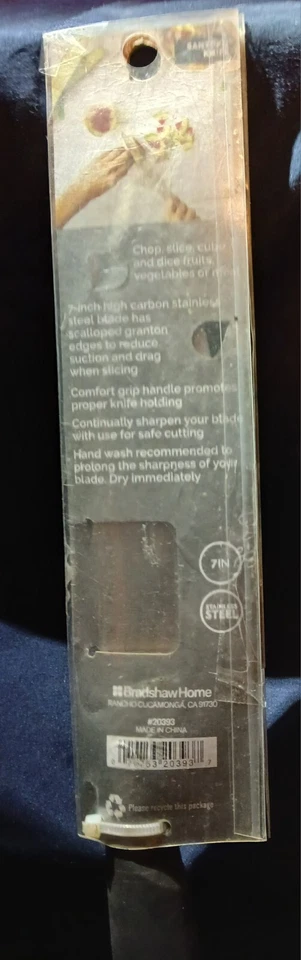 Chop, slice, cube
and dice fruits,
vegetables or
7-inch high carbon stainless
steel blade has
scalloped granton
edges to reduce
suction and drag
when slicing
Comfort grip handle promotes
proper knife holding
Continually sharpen your blade
with use for safe cutting
Hand wash recommended to
prolong the sharpness of your
blade. Dry immediately
7IN
STAINLESS
STEEL
BradshawHome
RANCHO CUCAMONGA, CA 91730
#20393
MADE IN CHINA
20393
Please recycle this package